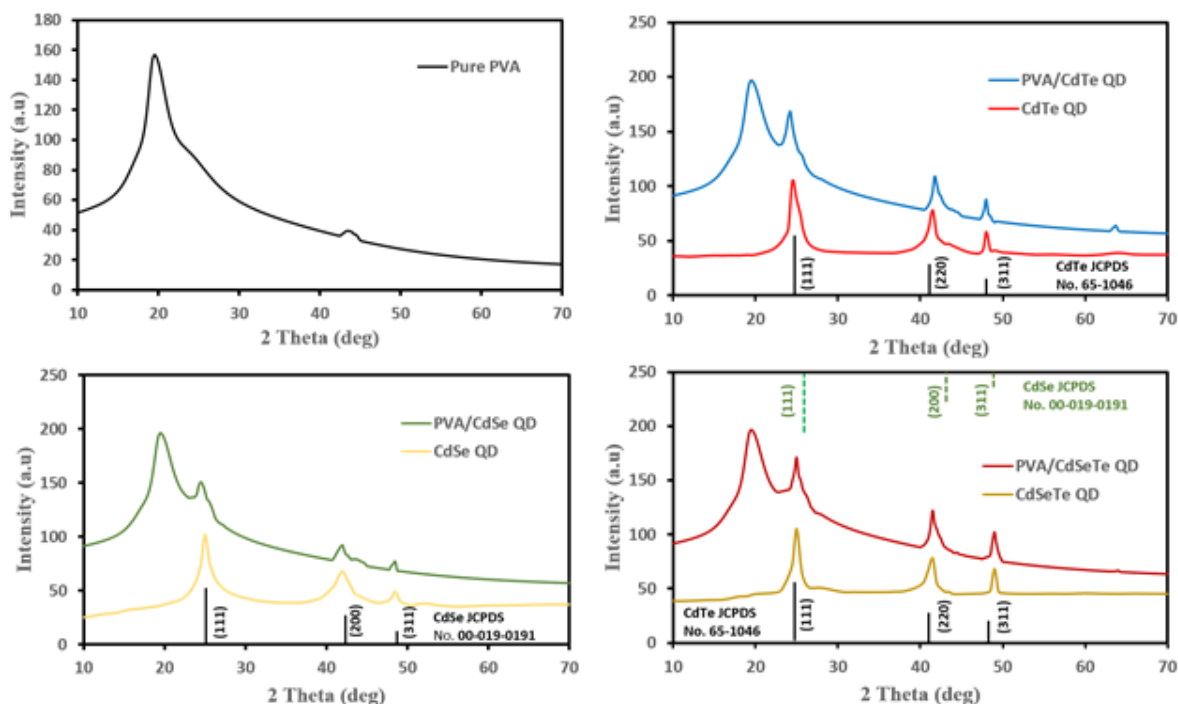 180
160
140
120
100
80
60
40
20
0
Intensity (a.u)
Pure PVA
10 20 30 40 50 60 70
2 Theta (deg)
250
200
150
100
50
0
Intensity (a.u)
PVA/CdTe QD
CdTe QD
(111)
(220)
(311)
CdTe JCPDS
No. 65-1046
10 20 30 40 50 60 70
2 Theta (deg)
250
200
150
100
50
0
Intensity (a.u)
PVA/CdSe QD
CdSe QD
(111)
(200)
(311)
CdSe JCPDS
No. 00-019-0191
10 20 30 40 50 60 70
2 Theta (deg)
250
200
150
100
50
0
Intensity (a.u)
(111)
(200)
(311)
CdSe JCPDS
No. 00-019-0191
PVA/CdSeTe QD
CdSeTe QD
CdTe JCPDS
No. 65-1046
(111)
(220)
(311)
10 20 30 40 50 60 70
2 Theta (deg)